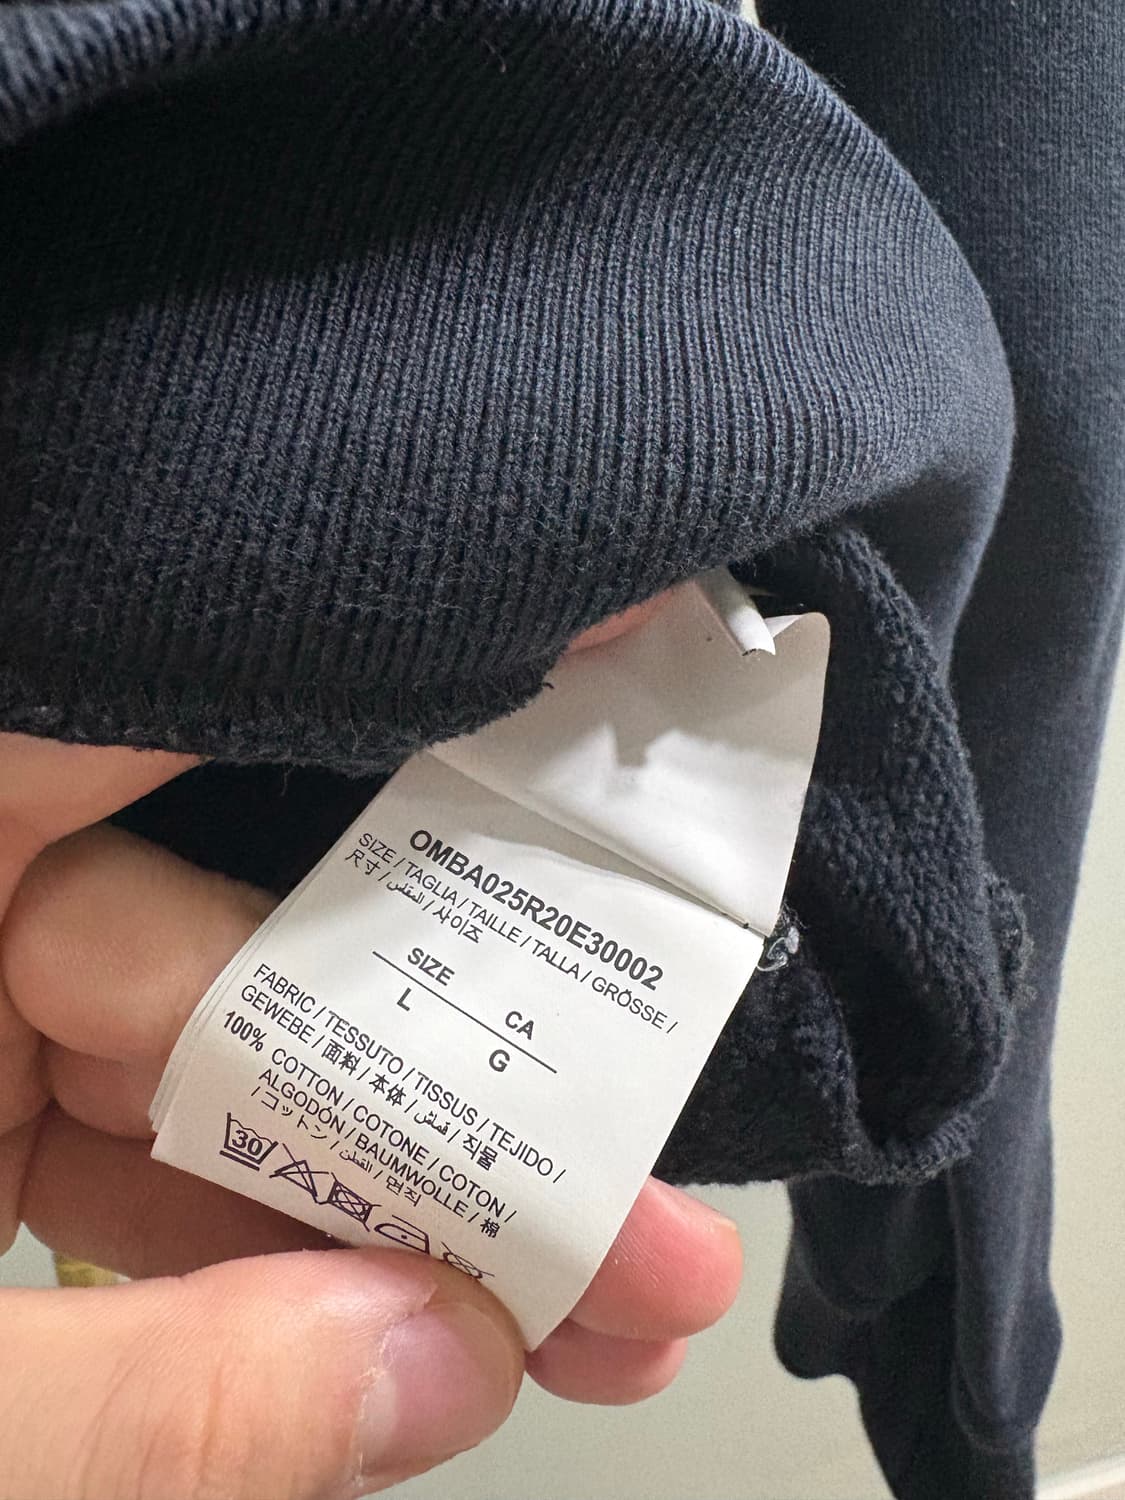 OMBA025R20E30002
SIZE / TAGLIA / TAILLE / TALLA / GRÖSSE /
尺寸 / المقاس / 사이즈
SIZE CA
L G
FABRIC / TESSUTO / TISSUS / TEJIDO /
GEWEBE / 面料 / 本体 / قماش / 직물
100% COTTON / COTONE / COTON /
ALGODÓN / BAUMWOLLE / 棉
/ コットン / القطن / 면직
30